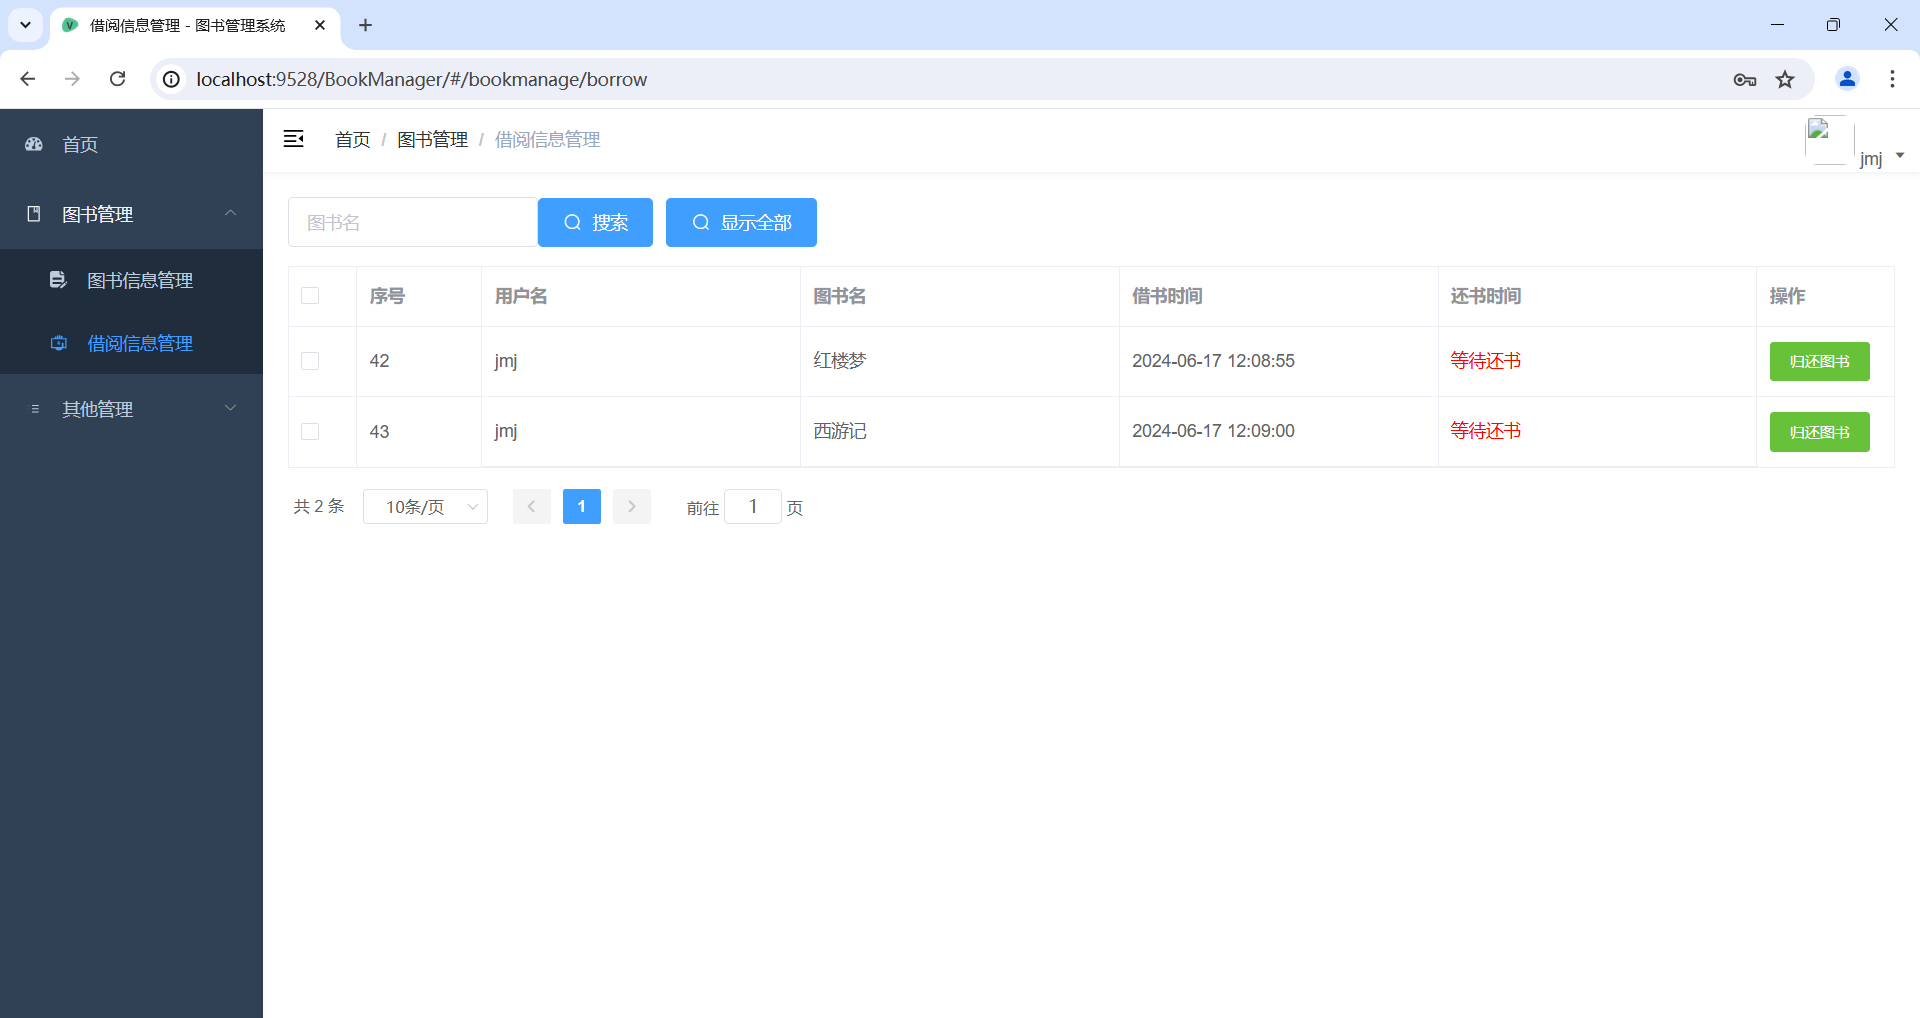 借阅信息管理 - 图书管理系统
localhost:9528/BookManager/#/bookmanage/borrow
首页
图书管理
图书信息管理
借阅信息管理
其他管理
首页 / 图书管理 / 借阅信息管理
jmj
图书名 搜索 显示全部
序号 用户名 图书名 借书时间 还书时间 操作
42 jmj 红楼梦 2024-06-17 12:08:55 等待还书 归还图书
43 jmj 西游记 2024-06-17 12:09:00 等待还书 归还图书
共 2 条 10条/页 1 前往 1 页